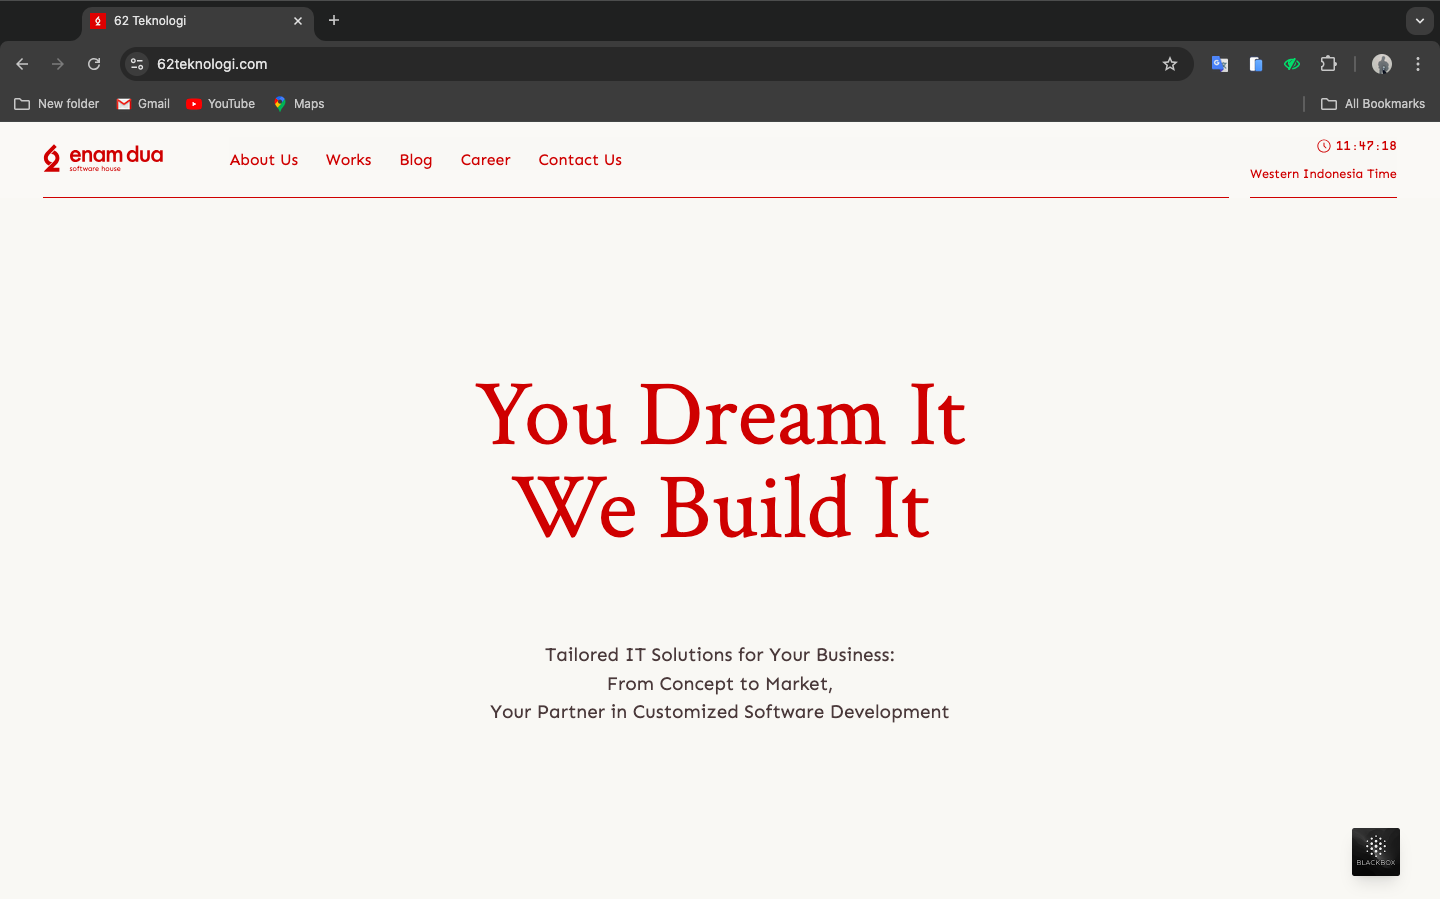 62 Teknologi
62teknologi.com
New folder
Gmail
YouTube
Maps
All Bookmarks
enam dua
software house
About Us
Works
Blog
Career
Contact Us
11:47:18
Western Indonesia Time
You Dream It
We Build It
Tailored IT Solutions for Your Business:
From Concept to Market,
Your Partner in Customized Software Development
BLACKBOX